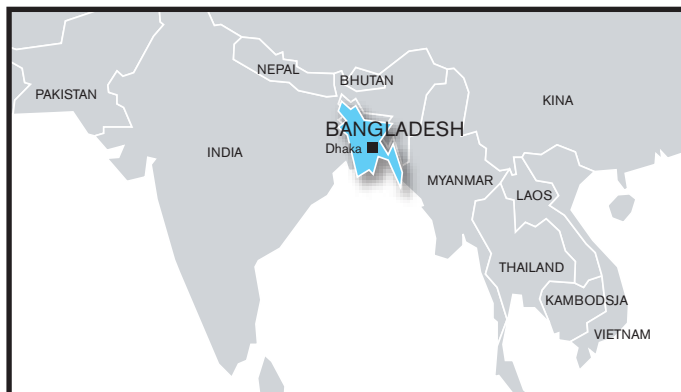 NEPAL
BHUTAN
PAKISTAN
KINA
BANGLADESH
Dhaka
INDIA
MYANMAR
LAOS
THAILAND
KAMBODSJA
VIETNAM